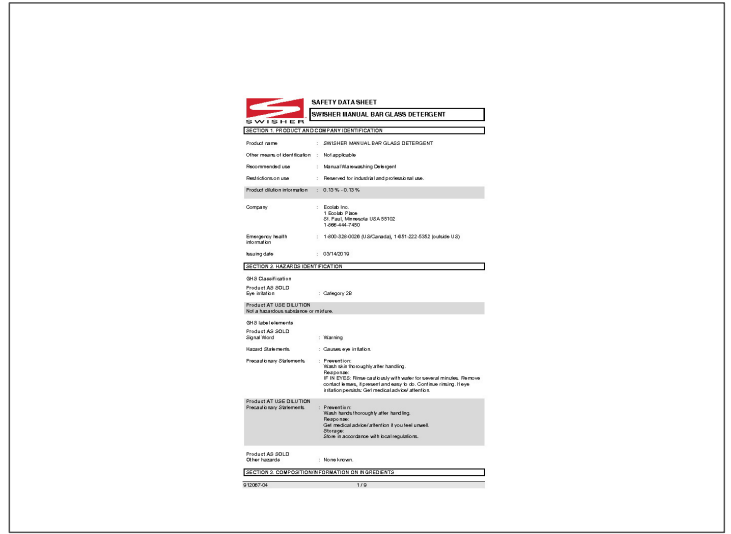 SAFETY DATA SHEET
SWISHER MANUAL BAR GLASS DETERGENT
SWISHER
SECTION 1. PRODUCT AND COMPANY IDENTIFICATION
Product name : SWISHER MANUAL BAR GLASS DETERGENT
Other means of identification : Not applicable
Recommended use : Manual Warewashing Detergent
Restrictions on use : Reserved for industrial and professional use.
Product dilution information : 0.13 % - 0.13 %
Company : Ecolab Inc.
1 Ecolab Place
St. Paul, Minnesota USA 55102
1-866-444-7450
Emergency health : 1-800-328-0026 (US/Canada), 1-651-222-5352 (outside US)
information
Issuing date : 03/14/2019
SECTION 2. HAZARDS IDENTIFICATION
GHS Classification
Product AS SOLD
Eye irritation : Category 2B
Product AT USE DILUTION
Not a hazardous substance or mixture.
GHS label elements
Product AS SOLD
Signal Word : Warning
Hazard Statements : Causes eye irritation.
Precautionary Statements : Prevention:
Wash skin thoroughly after handling.
Response:
IF IN EYES: Rinse cautiously with water for several minutes. Remove
contact lenses, if present and easy to do. Continue rinsing. If eye
irritation persists: Get medical advice/ attention.
Product AT USE DILUTION
Precautionary Statements : Prevention:
Wash hands thoroughly after handling.
Response:
Get medical advice/ attention if you feel unwell.
Storage:
Store in accordance with local regulations.
Product AS SOLD
Other hazards : None known.
SECTION 3. COMPOSITION/INFORMATION ON INGREDIENTS
912087-04 1 / 9